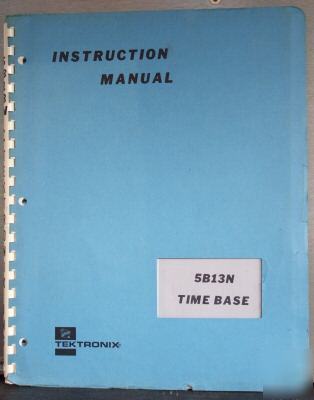 INSTRUCTION
MANUAL
5B13N
TIME BASE
TEKTRONIX®